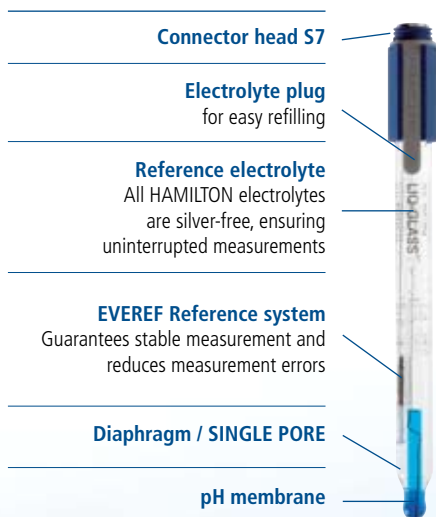 Connector head S7
Electrolyte plug
for easy refilling
Reference electrolyte
All HAMILTON electrolytes
are silver-free, ensuring
uninterrupted measurements
EVEREF Reference system
Guarantees stable measurement and
reduces measurement errors
Diaphragm / SINGLE PORE
pH membrane
LIQ-GLASS